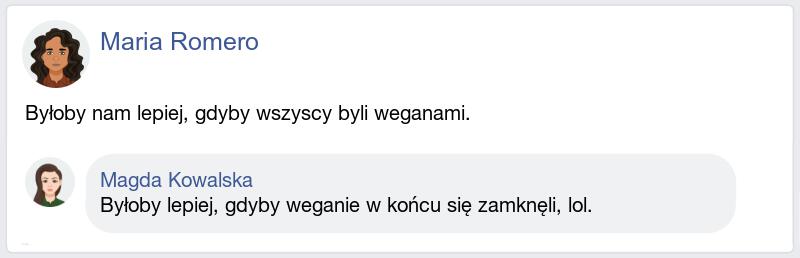 Maria Romero
Byłoby nam lepiej, gdyby wszyscy byli weganami.
Magda Kowalska
Byłoby lepiej, gdyby weganie w końcu się zamknęli, lol.